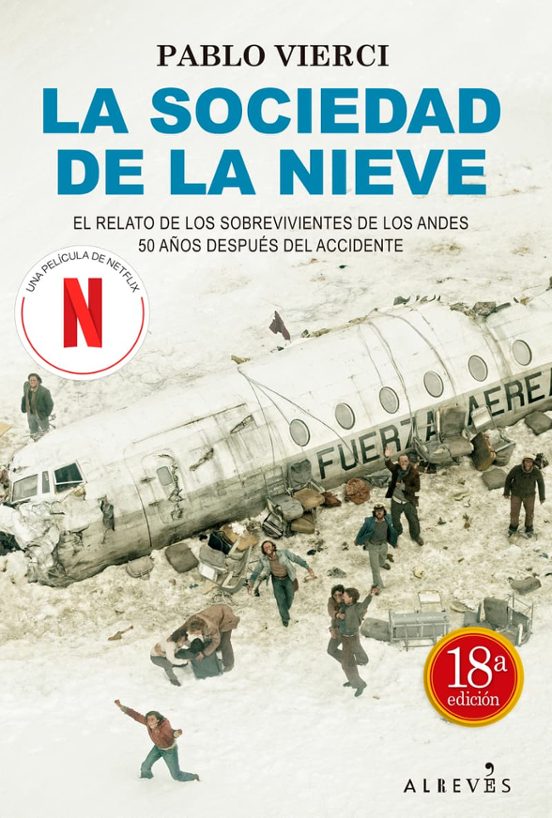 PABLO VIERCI
LA SOCIEDAD
DE LA NIEVE
EL RELATO DE LOS SOBREVIVIENTES DE LOS ANDES
50 AÑOS DESPUÉS DEL ACCIDENTE
UNA PELÍCULA DE NETFLIX
N
FUERZA AEREA
18ª
edición
ALREVÉS